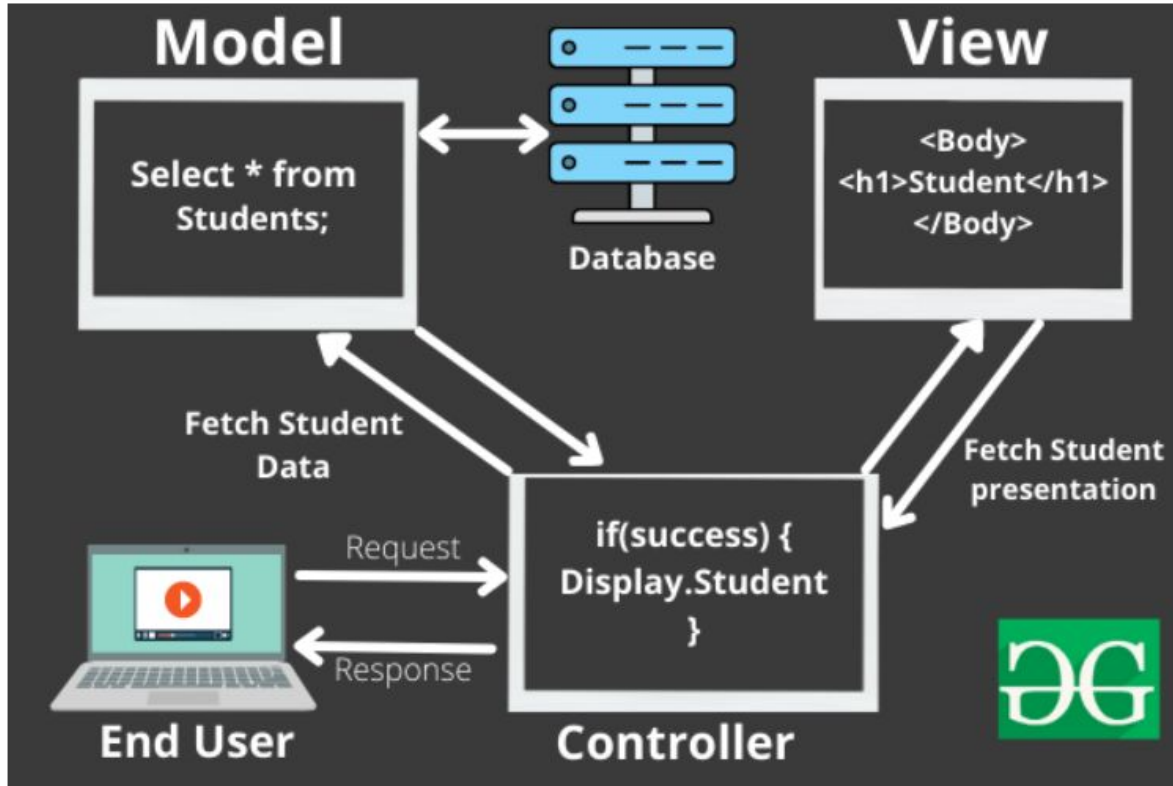 Model
View
Select * from
Students;
Database
<Body>
<h1>Student</h1>
</Body>
Fetch Student
Data
Fetch Student
presentation
Request
Response
if(success) {
Display.Student
}
End User
Controller